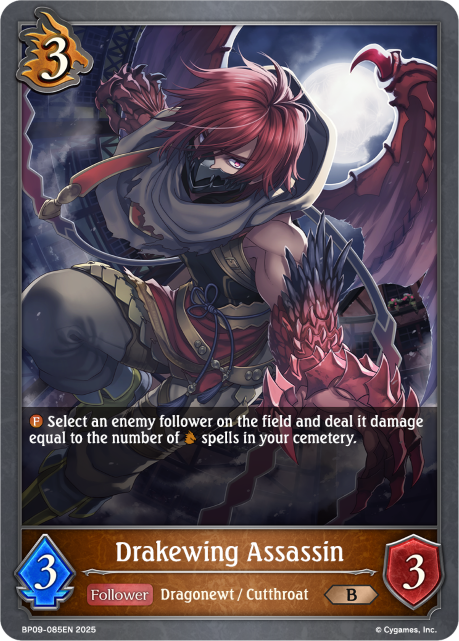 3
F Select an enemy follower on the field and deal it damage
equal to the number of spells in your cemetery.
Drakewing Assassin
3
Follower Dragonewt / Cutthroat B
3
BP09-085EN 2025 © Cygames, Inc.